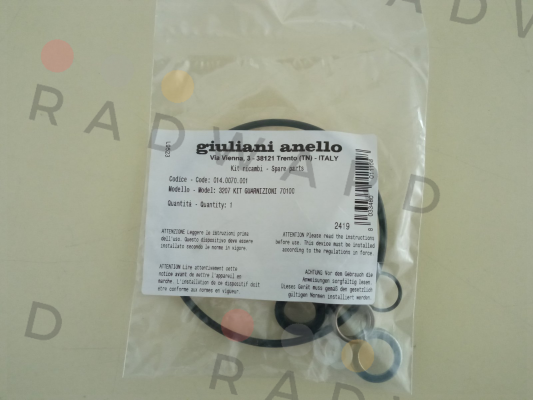 RADWLAND
giuliani anello
Via Vienna, 3 - 38121 Trento (TN) - ITALY
Kit ricambi - Spare parts
Codice - Code: 014.0070.001
Modello - Model: 3207 KIT GUARNIZIONI 70100
Quantità - Quantity: 1
2419
ATTENZIONE Leggere le istruzioni prima
dell'uso. Questo dispositivo deve essere
installato secondo le norme in vigore.
ATTENTION Please read the instructions
before use. This device must be installed
according to the regulations in force.
ATTENTION Lire attentivement cette
notice avant de mettre l'appareil en
marche. L'installation de ce dispositif doit
etre conforme aux normes en vigueur.
ACHTUNG Vor dem Gebrauch die
Anweisungen sorgfältig lesen.
Dieses Gerät muss gemäß den gesetzlich
gültigen Normen installiert werden.